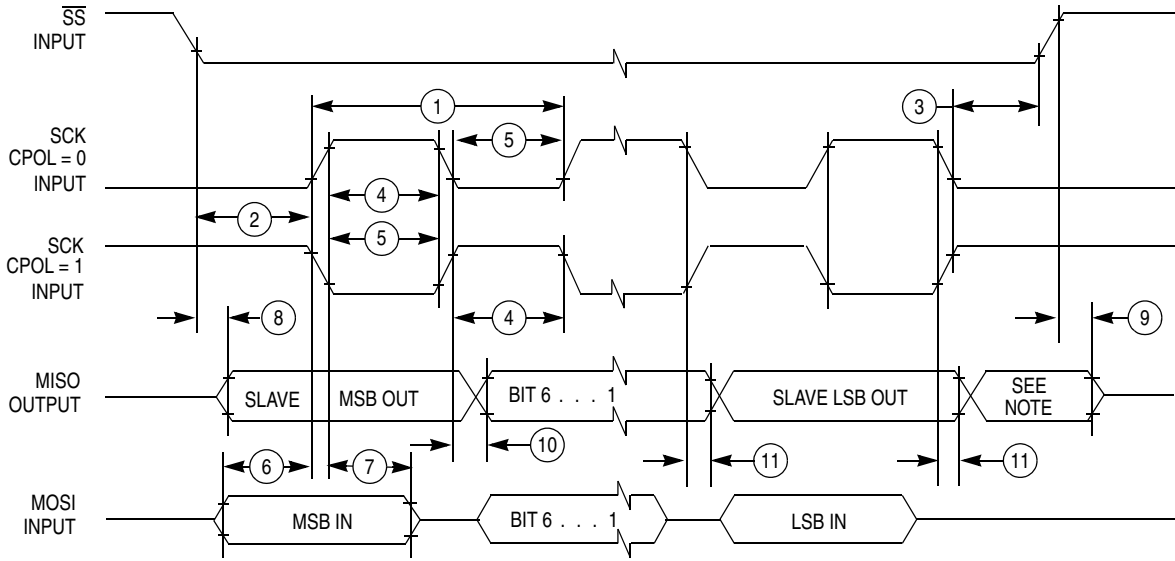 SS
INPUT
1
3
SCK
CPOL = 0
INPUT
5
4
2
SCK
CPOL = 1
INPUT
5
8
4
9
MISO
OUTPUT
SLAVE MSB OUT
BIT 6 . . . 1
SLAVE LSB OUT
SEE
NOTE
10
11
11
6
7
MOSI
INPUT
MSB IN
BIT 6 . . . 1
LSB IN